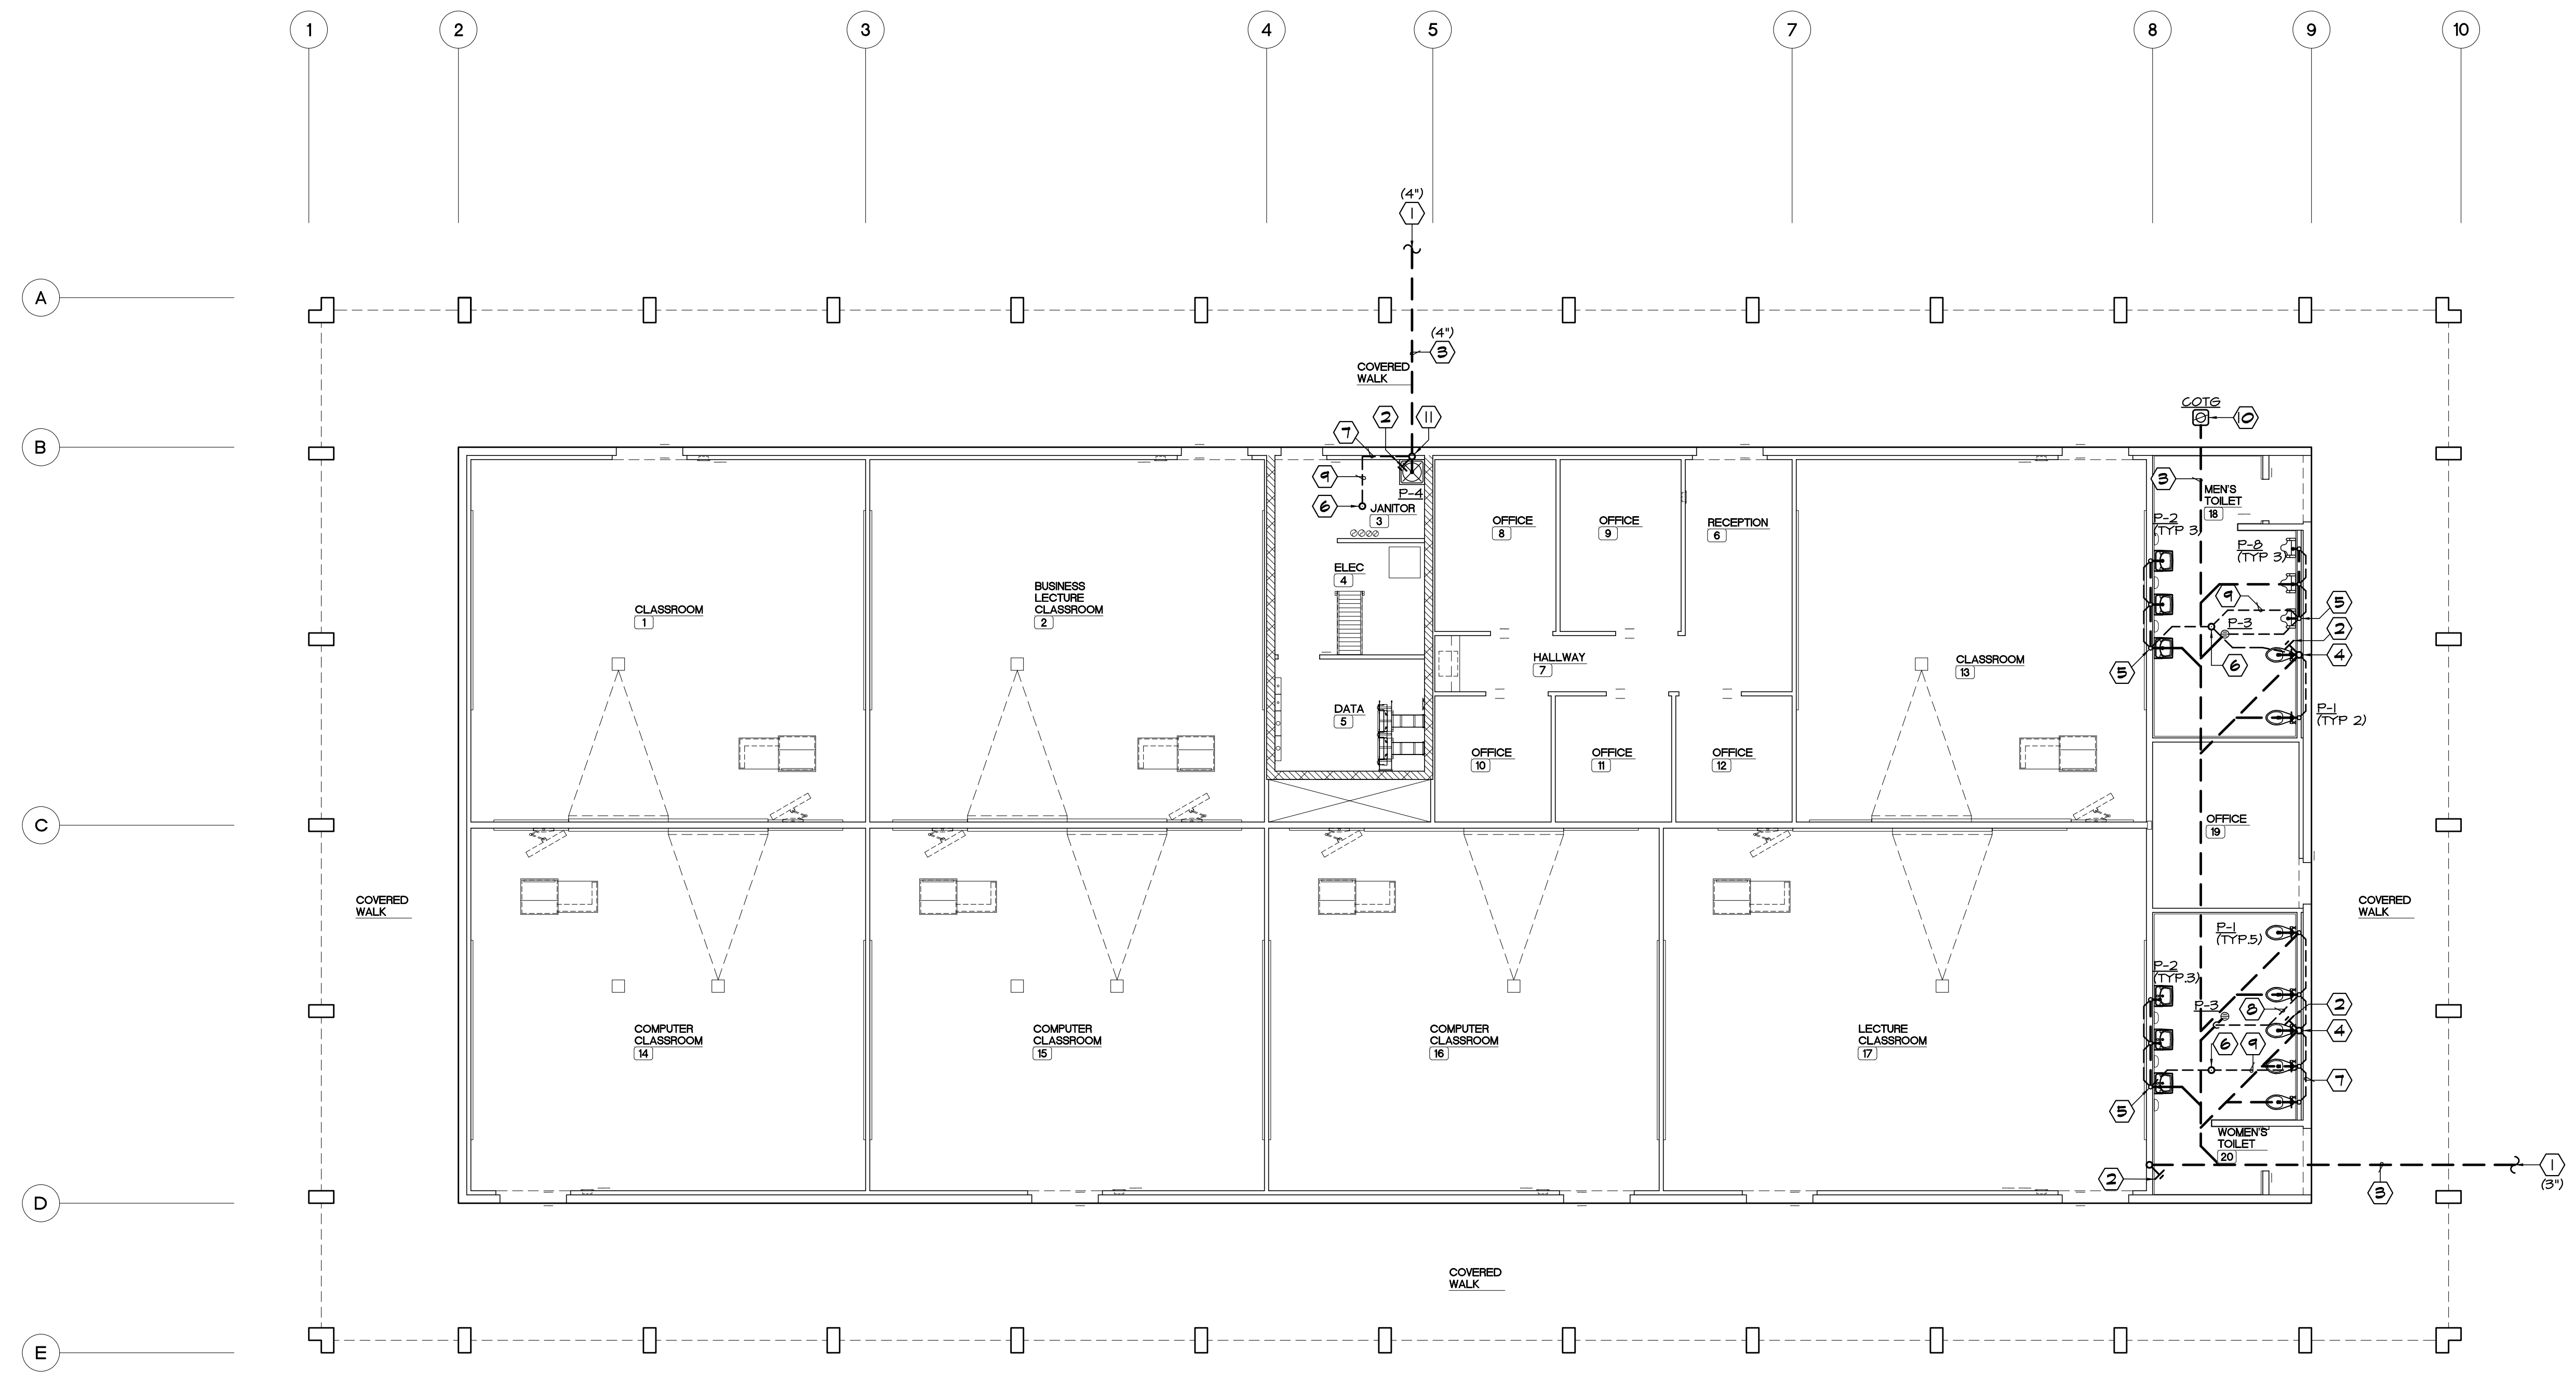 1 2 3 4 5 7 8 9 10
(4")
1
A
(4")
3
COVERED
WALK
COTG
10
B
7 2 11
9
P-4
6
JANITOR
3
3
MEN'S
TOILET
18
OFFICE
8
OFFICE
9
RECEPTION
6
P-2
(TYP 3)
P-8
(TYP 3)
ELEC
4
CLASSROOM
1
BUSINESS
LECTURE
CLASSROOM
2
9
5
P-3
2
4
6
5
HALLWAY
7
CLASSROOM
13
DATA
5
P-1
(TYP 2)
OFFICE
10
OFFICE
11
OFFICE
12
C
OFFICE
19
COVERED
WALK
COVERED
WALK
P-1
(TYP.5)
P-2
(TYP.3)
P-3
8
2
4
6 9
7
5
COMPUTER
CLASSROOM
14
COMPUTER
CLASSROOM
15
COMPUTER
CLASSROOM
16
LECTURE
CLASSROOM
17
WOMEN'S
TOILET
20
1
(3")
2
3
D
COVERED
WALK
E